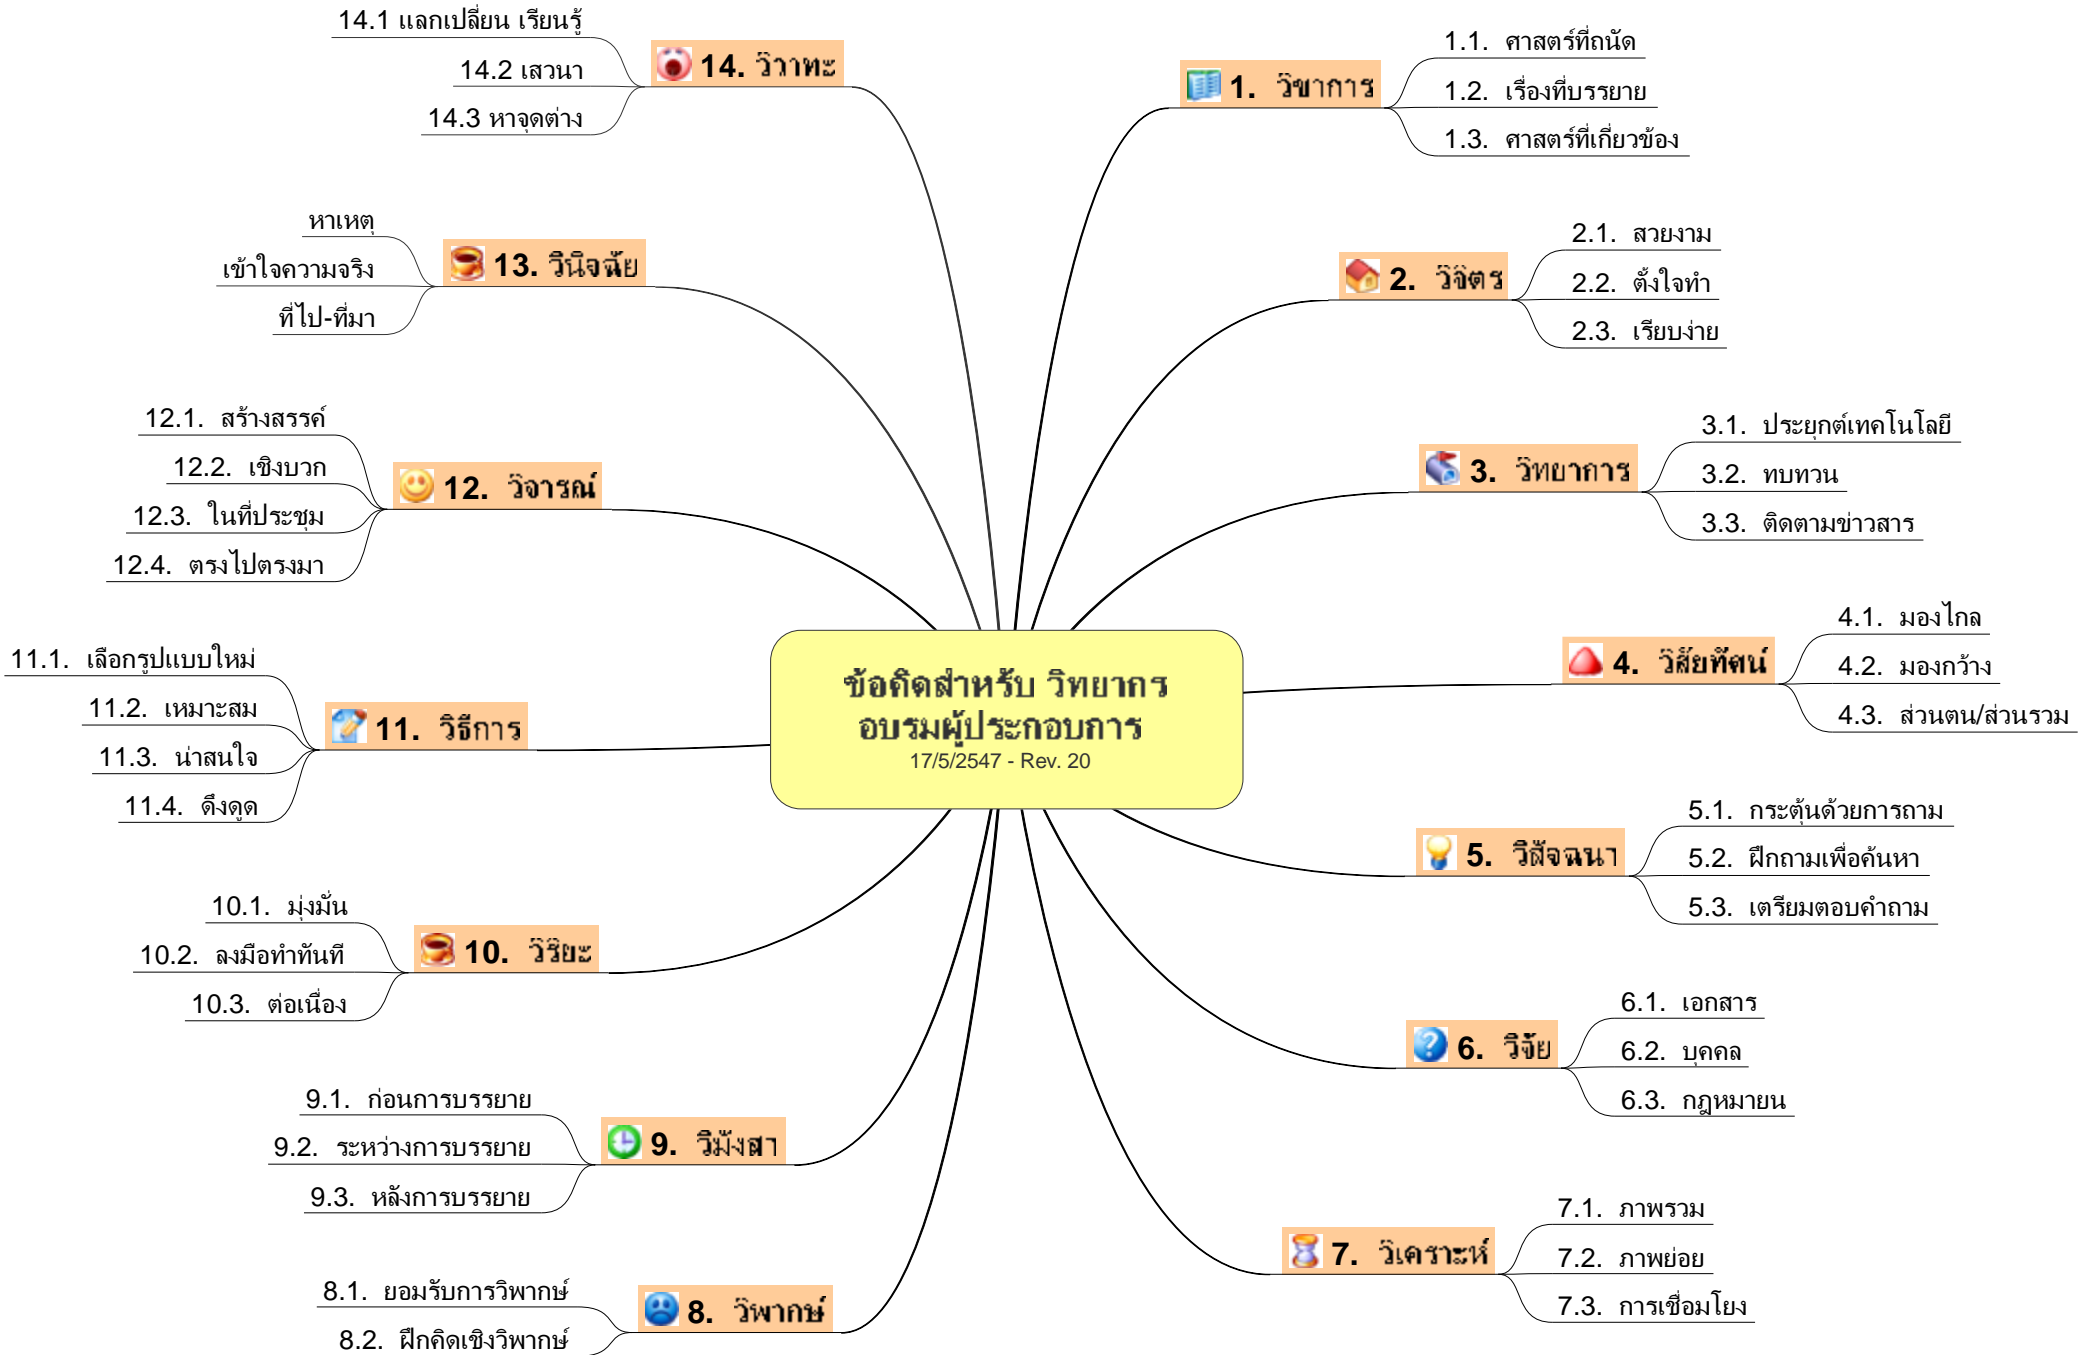 ข้อคิดสำหรับ วิทยากร
อบรมผู้ประกอบการ
17/5/2547 - Rev. 20
1. วิชาการ
1.1. ศาสตร์ที่ถนัด
1.2. เรื่องที่บรรยาย
1.3. ศาสตร์ที่เกี่ยวข้อง
2. วิจิตร
2.1. สวยงาม
2.2. ตั้งใจทำ
2.3. เรียบง่าย
3. วิทยาการ
3.1. ประยุกต์เทคโนโลยี
3.2. ทบทวน
3.3. ติดตามข่าวสาร
4. วิสัยทัศน์
4.1. มองไกล
4.2. มองกว้าง
4.3. ส่วนตน/ส่วนรวม
5. วิสัจฉนา
5.1. กระตุ้นด้วยการถาม
5.2. ฝึกถามเพื่อค้นหา
5.3. เตรียมตอบคำถาม
6. วิจัย
6.1. เอกสาร
6.2. บุคคล
6.3. กฎหมายน
7. วิเคราะห์
7.1. ภาพรวม
7.2. ภาพย่อย
7.3. การเชื่อมโยง
8. วิพากษ์
8.1. ยอมรับการวิพากษ์
8.2. ฝึกคิดเชิงวิพากษ์
9. วิมังสา
9.1. ก่อนการบรรยาย
9.2. ระหว่างการบรรยาย
9.3. หลังการบรรยาย
10. วิริยะ
10.1. มุ่งมั่น
10.2. ลงมือทำทันที
10.3. ต่อเนื่อง
11. วิธีการ
11.1. เลือกรูปแบบใหม่
11.2. เหมาะสม
11.3. น่าสนใจ
11.4. ดึงดูด
12. วิจารณ์
12.1. สร้างสรรค์
12.2. เชิงบวก
12.3. ในที่ประชุม
12.4. ตรงไปตรงมา
13. วินิจฉัย
หาเหตุ
เข้าใจความจริง
ที่ไป-ที่มา
14. วิวาทะ
14.1 แลกเปลี่ยน เรียนรู้
14.2 เสวนา
14.3 หาจุดต่าง